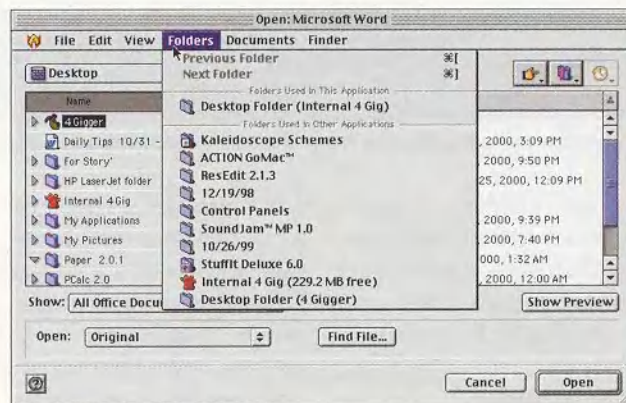 Open: Microsoft Word
File Edit View Folders Documents Finder
Desktop
Previous Folder ⌘[
Next Folder ⌘]
Folders Used In This Application
Desktop Folder (Internal 4 Gig)
Folders Used in Other Applications
Kaleidoscope Schemes
ACTION GoMac™
ResEdit 2.1.3
12/19/98
Control Panels
SoundJam™ MP 1.0
10/26/99
StuffIt Deluxe 6.0
Internal 4 Gig (229.2 MB free)
Desktop Folder (4 Gigger)
Name
4 Gigger
Daily Tips 10/31 - , 2000, 3:09 PM
For Story' , 2000, 9:50 PM
HP LaserJet folder 25, 2000, 12:09 PM
Internal 4 Gig
My Applications , 2000, 9:39 PM
My Pictures , 2000, 7:40 PM
Paper 2.0.1 000, 1:32 AM
PCalc 2.0 , 2000, 12:00 AM
Show: All Office Docu Show Preview
Open: Original Find File...
Cancel Open